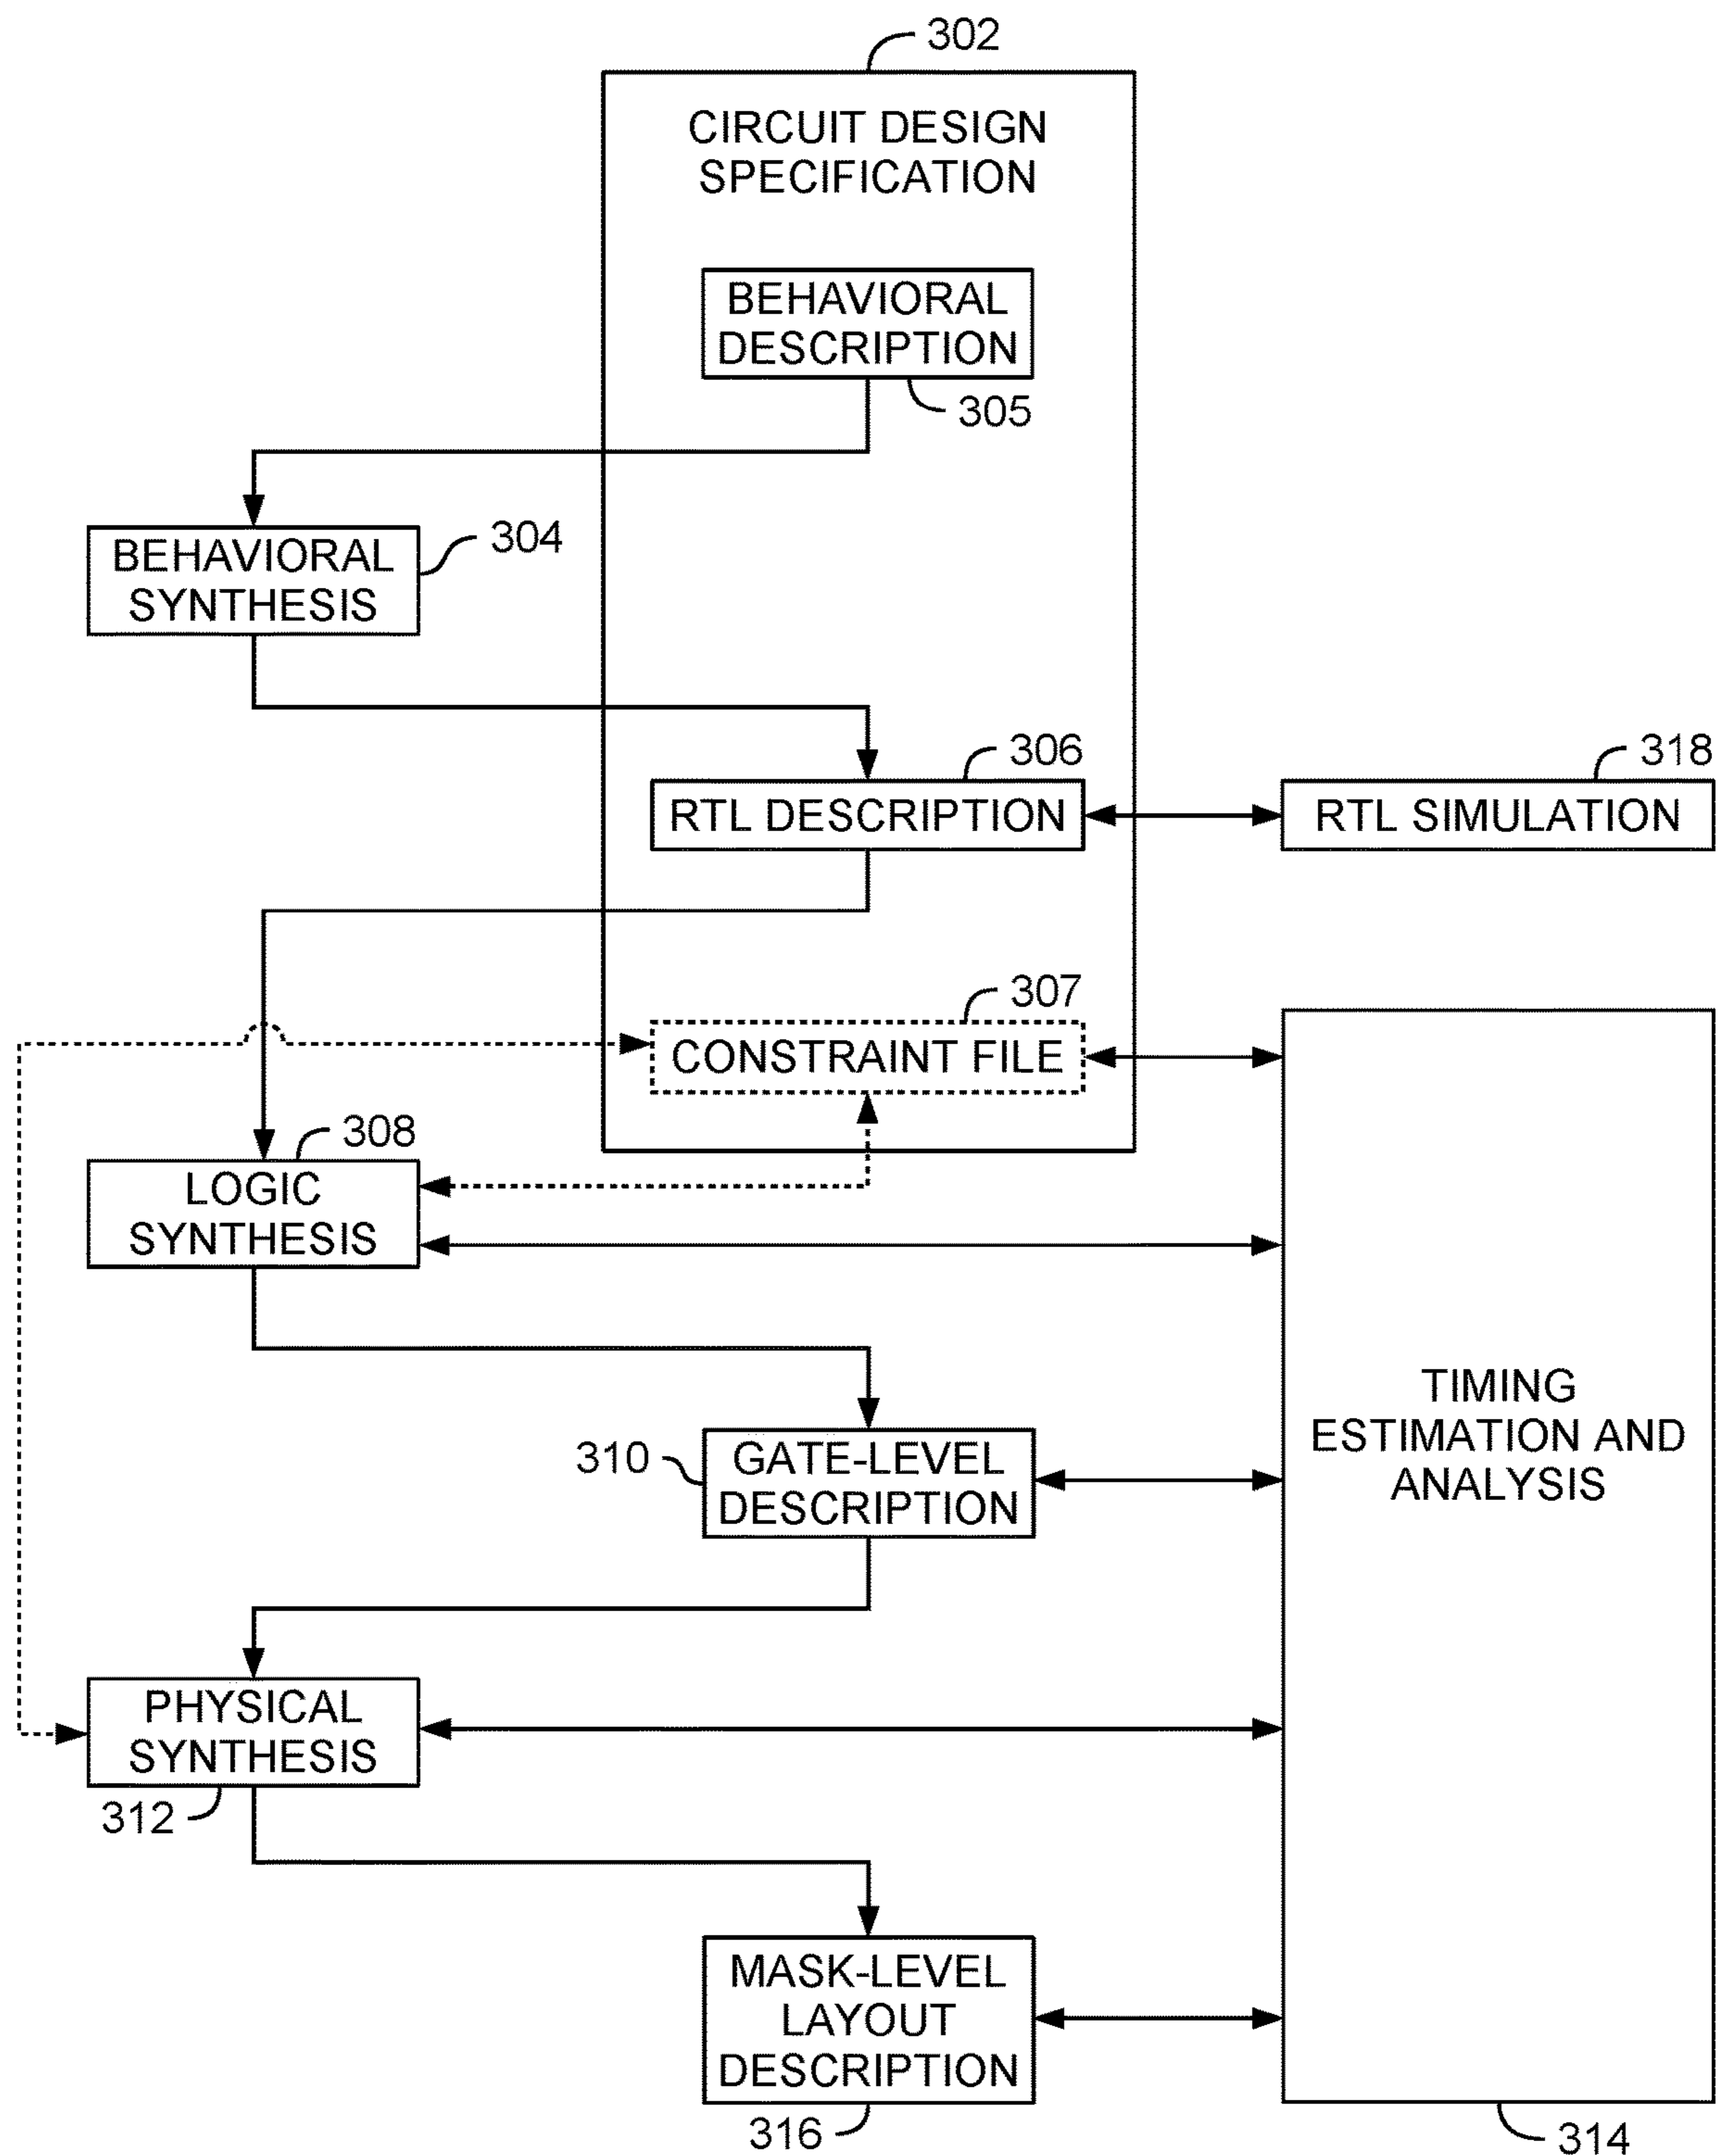 302
CIRCUIT DESIGN
SPECIFICATION
BEHAVIORAL
DESCRIPTION
305
304
BEHAVIORAL
SYNTHESIS
306
RTL DESCRIPTION
318
RTL SIMULATION
307
CONSTRAINT FILE
308
LOGIC
SYNTHESIS
TIMING
ESTIMATION AND
ANALYSIS
310
GATE-LEVEL
DESCRIPTION
PHYSICAL
SYNTHESIS
312
MASK-LEVEL
LAYOUT
DESCRIPTION
316
314